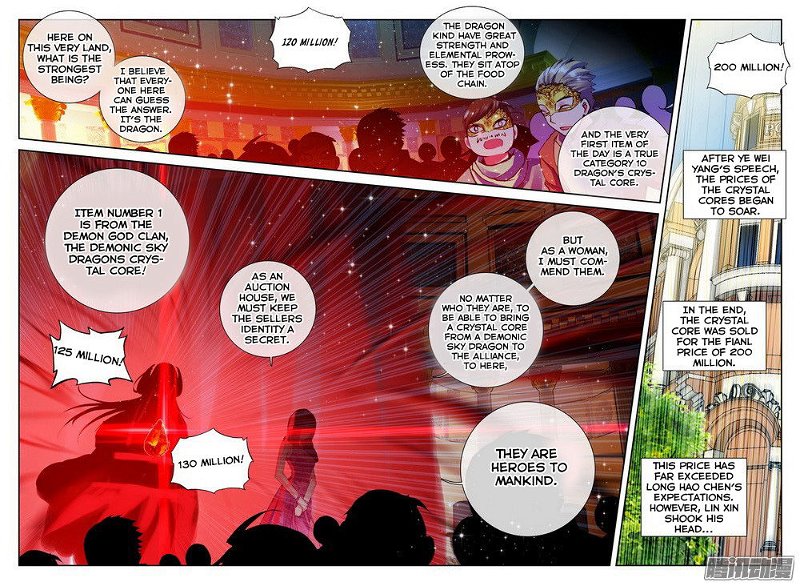 HERE ON
THIS VERY LAND,
WHAT IS THE
STRONGEST
BEING?
I BELIEVE
THAT EVERY-
ONE HERE
CAN GUESS
THE ANSWER.
IT'S THE
DRAGON.
120 MILLION!
THE DRAGON
KIND HAVE GREAT
STRENGTH AND
ELEMENTAL PROW-
ESS. THEY SIT ATOP
OF THE FOOD
CHAIN.
AND THE VERY
FIRST ITEM OF
THE DAY IS A TRUE
CATEGORY 10
DRAGON'S CRYS-
TAL CORE.
ITEM NUMBER 1
IS FROM THE
DEMON GOD CLAN,
THE DEMONIC SKY
DRAGONS CRYS-
TAL CORE!
125 MILLION!
AS AN
AUCTION
HOUSE, WE
MUST KEEP
THE SELLERS
IDENTITY A
SECRET.
130 MILLION!
BUT
AS A WOMAN,
I MUST COM-
MEND THEM.
NO MATTER
WHO THEY ARE, TO
BE ABLE TO BRING
A CRYSTAL CORE
FROM A DEMONIC
SKY DRAGON TO
THE ALLIANCE,
TO HERE,
THEY ARE
HEROES TO
MANKIND.
200 MILLION!
AFTER YE WEI
YANG'S SPEECH,
THE PRICES OF
THE CRYSTAL
CORES BEGAN
TO SOAR.
IN THE END,
THE CRYSTAL
CORE WAS SOLD
FOR THE FIANL
PRICE OF 200
MILLION.
THIS PRICE HAS
FAR EXCEEDED
LONG HAO CHEN'S
EXPECTATIONS.
HOWEVER, LIN XIN
SHOOK HIS
HEAD...
腾讯动漫